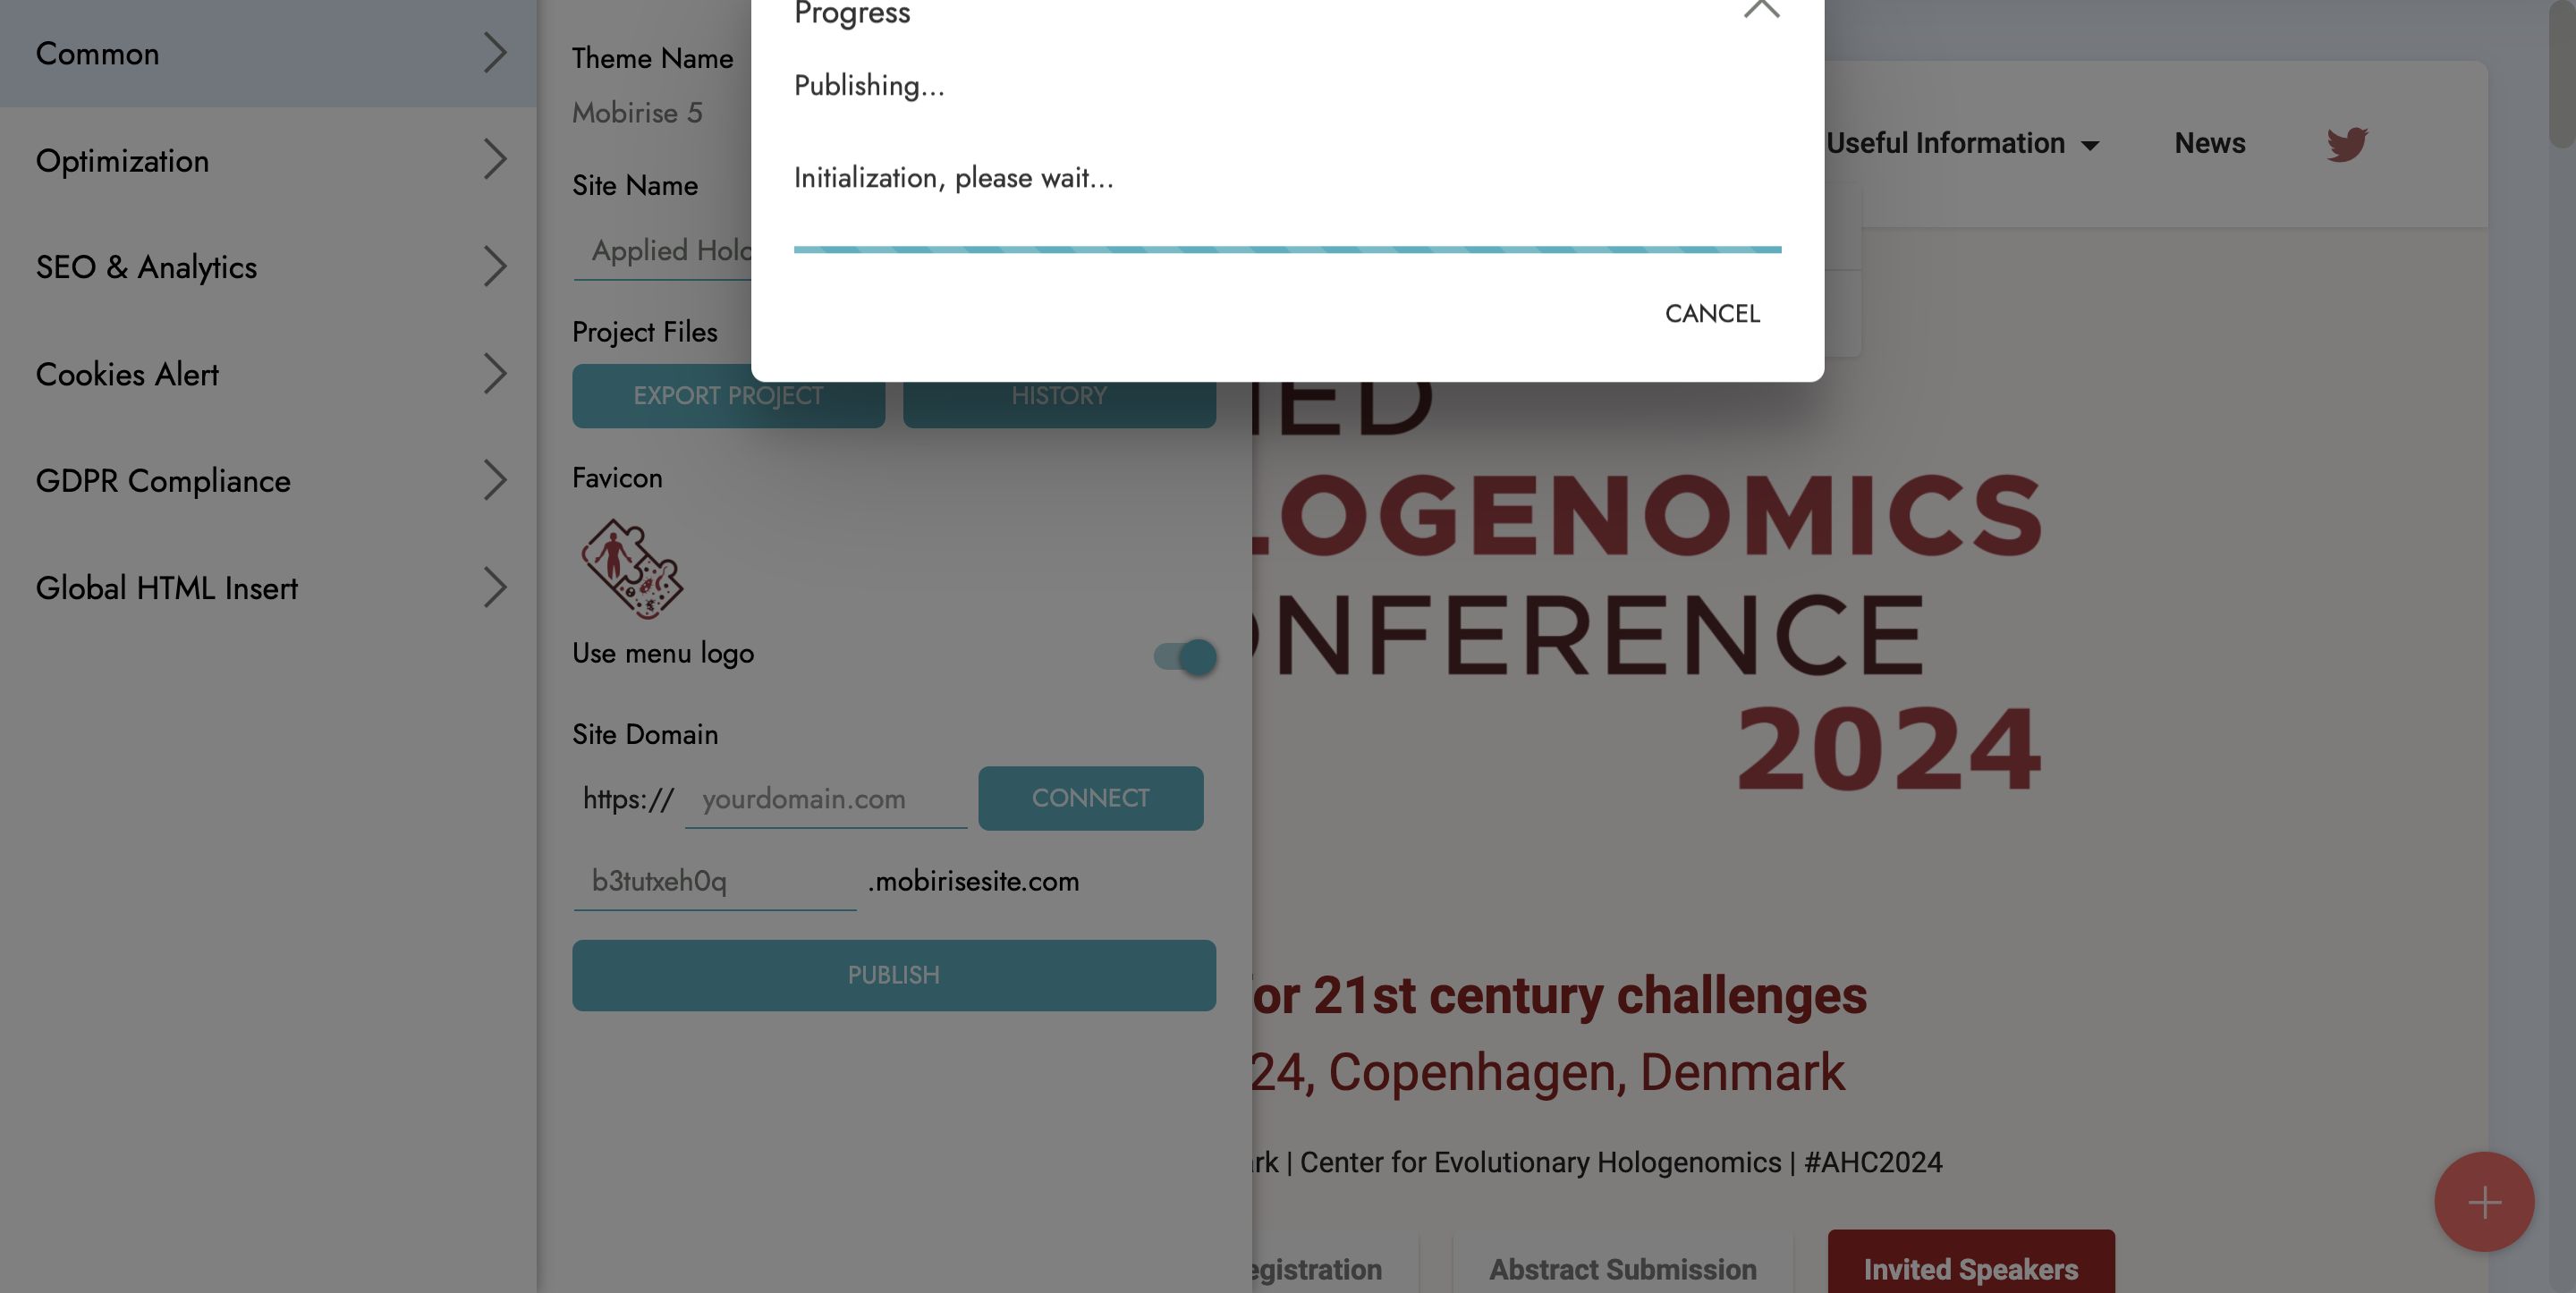 Common
Optimization
SEO & Analytics
Cookies Alert
GDPR Compliance
Global HTML Insert
Theme Name
Mobirise 5
Site Name
Applied
Project Files
EXPORT PROJECT
HISTORY
Favicon
Use menu logo
Site Domain
https:// yourdomain.com CONNECT
b3tutxeh0q .mobirisesite.com
PUBLISH
Progress
Publishing...
Initialization, please wait...
CANCEL
Useful Information
News
LOGENOMICS
ONFERENCE
2024
or 21st century challenges
24, Copenhagen, Denmark
rk | Center for Evolutionary Hologenomics | #AHC2024
egistration
Abstract Submission
Invited Speakers